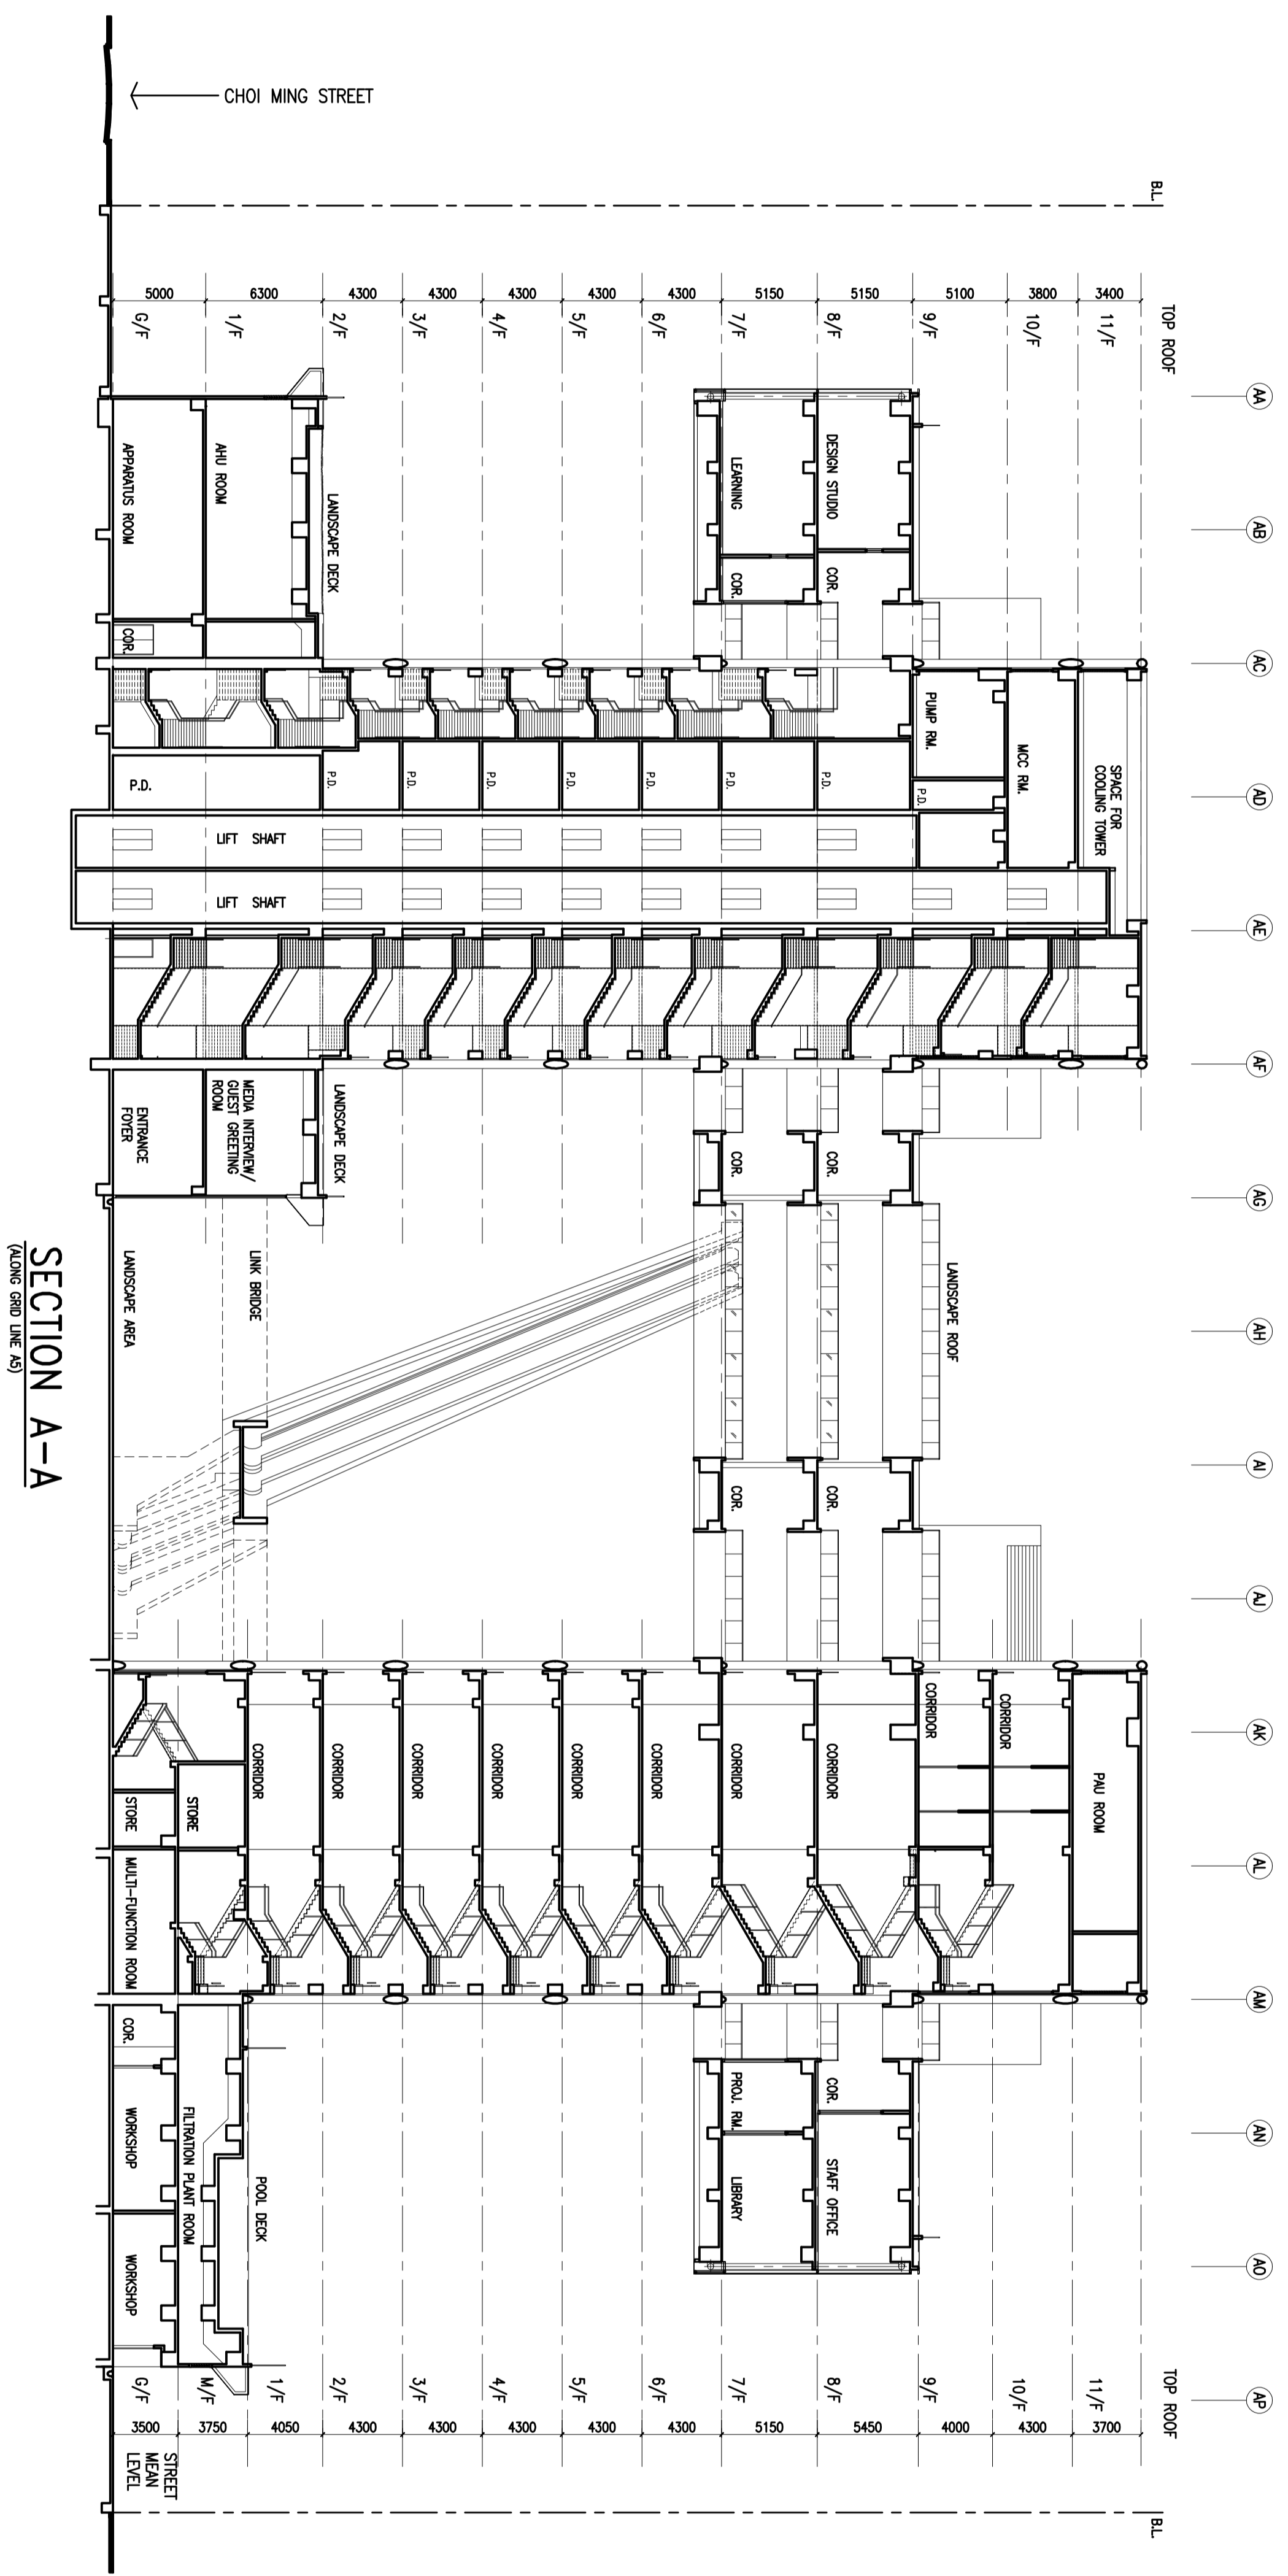 AA
AB
AC
AD
AE
AF
AG
AH
AI
AJ
AK
AL
AM
AN
AO
AP
B.L.
B.L.
TOP ROOF
11/F
10/F
9/F
8/F
7/F
6/F
5/F
4/F
3/F
2/F
1/F
G/F
3400
3800
5100
5150
5150
4300
4300
4300
4300
4300
6300
5000
CHOI MING STREET
DESIGN STUDIO
COR.
LEARNING
COR.
LANDSCAPE DECK
AHU ROOM
APPARATUS ROOM
COR.
SPACE FOR
COOLING TOWER
MCC RM.
PUMP RM.
P.D.
P.D.
P.D.
P.D.
P.D.
P.D.
P.D.
P.D.
P.D.
LIFT SHAFT
LIFT SHAFT
LANDSCAPE DECK
MEDIA INTERVIEW/
GUEST GREETING
ROOM
ENTRANCE
FOYER
COR.
COR.
LANDSCAPE ROOF
LINK BRIDGE
LANDSCAPE AREA
COR.
COR.
PAU ROOM
CORRIDOR
CORRIDOR
CORRIDOR
CORRIDOR
CORRIDOR
CORRIDOR
CORRIDOR
CORRIDOR
CORRIDOR
CORRIDOR
STORE
STORE
MULTI-FUNCTION ROOM
COR.
STAFF OFFICE
PROJ. RM.
LIBRARY
POOL DECK
FILTRATION PLANT ROOM
COR.
WORKSHOP
WORKSHOP
TOP ROOF
11/F
10/F
9/F
8/F
7/F
6/F
5/F
4/F
3/F
2/F
1/F
M/F
G/F
3700
4300
4000
5450
5150
4300
4300
4300
4300
4300
4050
3750
3500
STREET
MEAN
LEVEL
SECTION A-A
(ALONG GRID LINE A5)